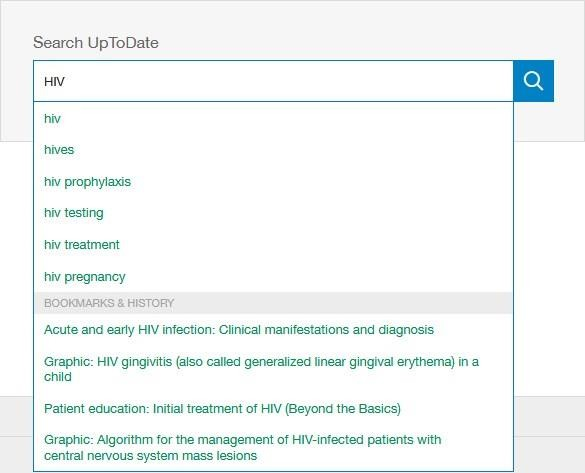 Search UpToDate
HIV
hiv
hives
hiv prophylaxis
hiv testing
hiv treatment
hiv pregnancy
BOOKMARKS & HISTORY
Acute and early HIV infection: Clinical manifestations and diagnosis
Graphic: HIV gingivitis (also called generalized linear gingival erythema) in a
child
Patient education: Initial treatment of HIV (Beyond the Basics)
Graphic: Algorithm for the management of HIV-infected patients with
central nervous system mass lesions